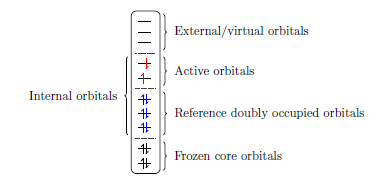 External/virtual orbitals
Active orbitals
Internal orbitals
Reference doubly occupied orbitals
Frozen core orbitals